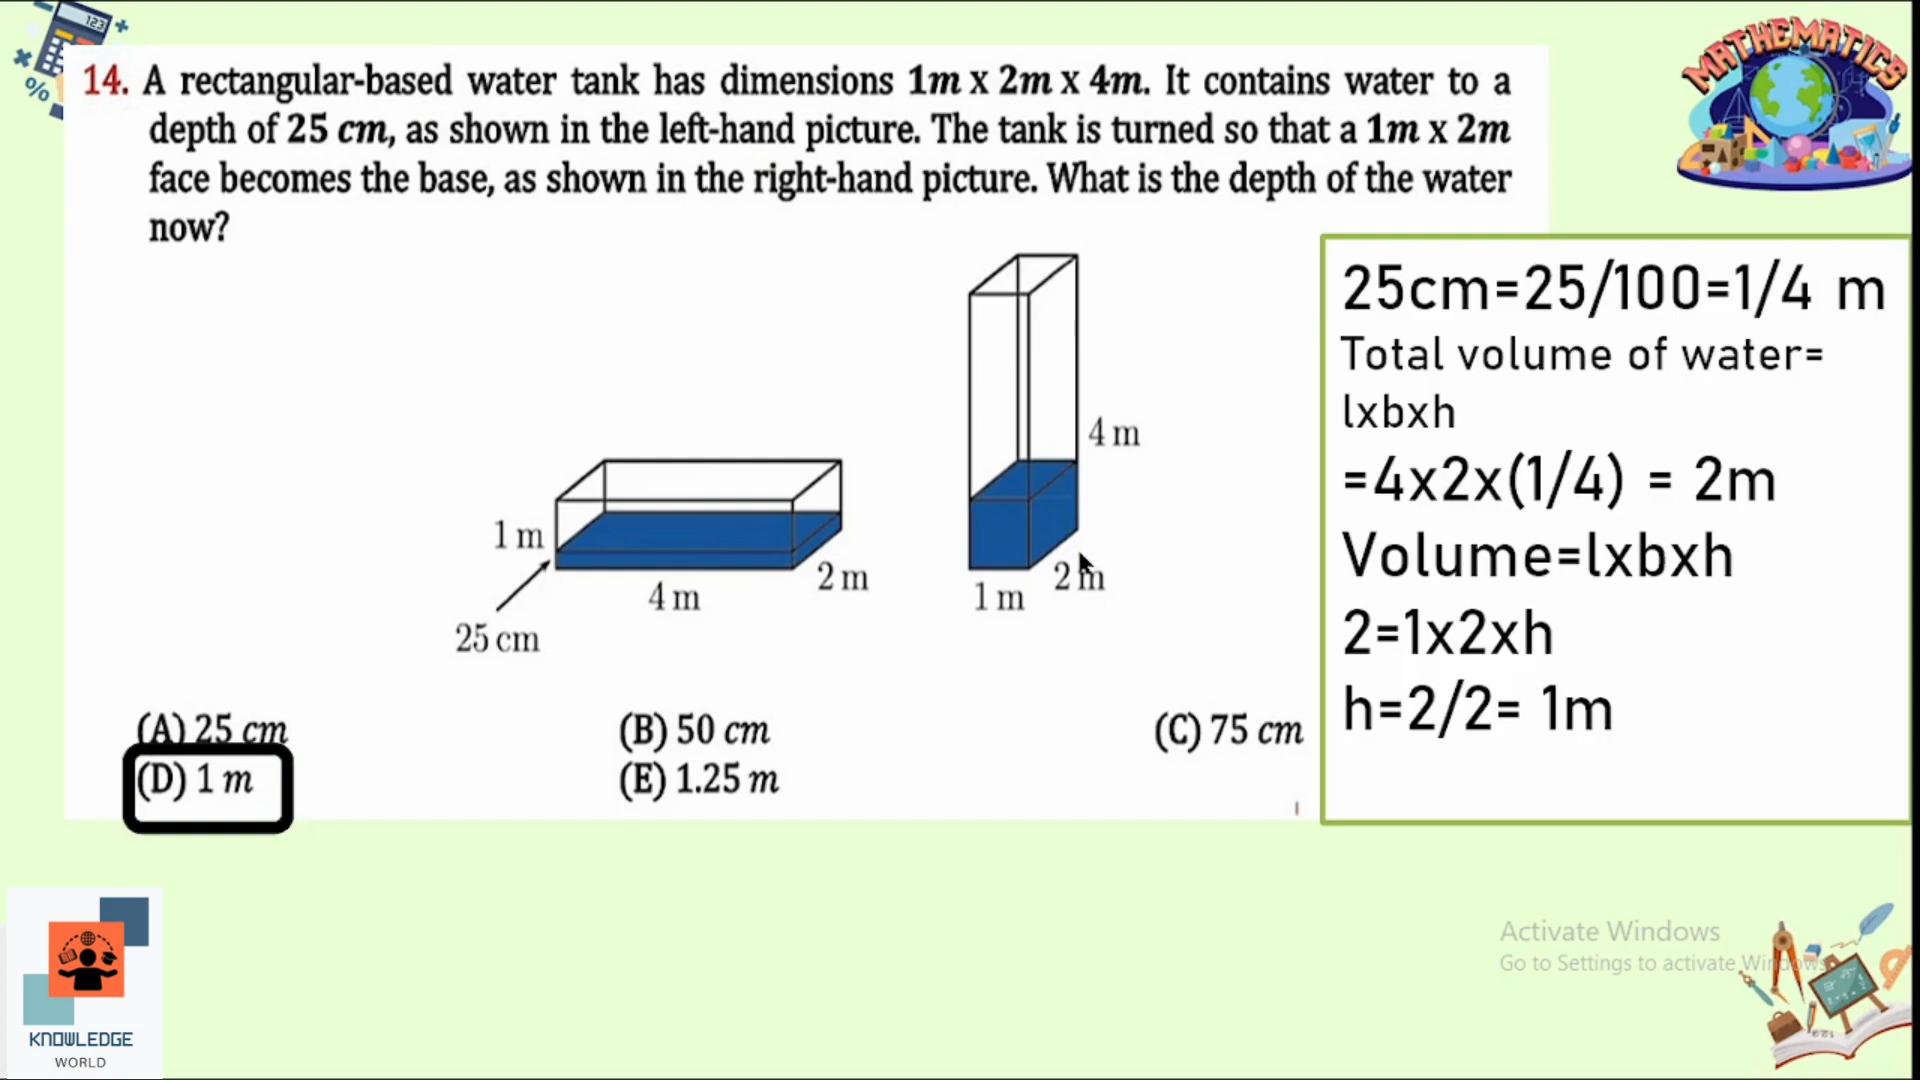 MATHEMATICS
123
%
14. A rectangular-based water tank has dimensions 1m x 2m x 4m. It contains water to a
depth of 25 cm, as shown in the left-hand picture. The tank is turned so that a 1m x 2m
face becomes the base, as shown in the right-hand picture. What is the depth of the water
now?
4 m
1 m
2 m
4 m
25 cm
1 m
2 m
(A) 25 cm
(B) 50 cm
(C) 75 cm
(D) 1 m
(E) 1.25 m
25cm=25/100=1/4 m
Total volume of water=
lxbxh
=4x2x(1/4) = 2m
Volume=lxbxh
2=1x2xh
h=2/2= 1m
Activate Windows
Go to Settings to activate Windows.
KNOWLEDGE
WORLD